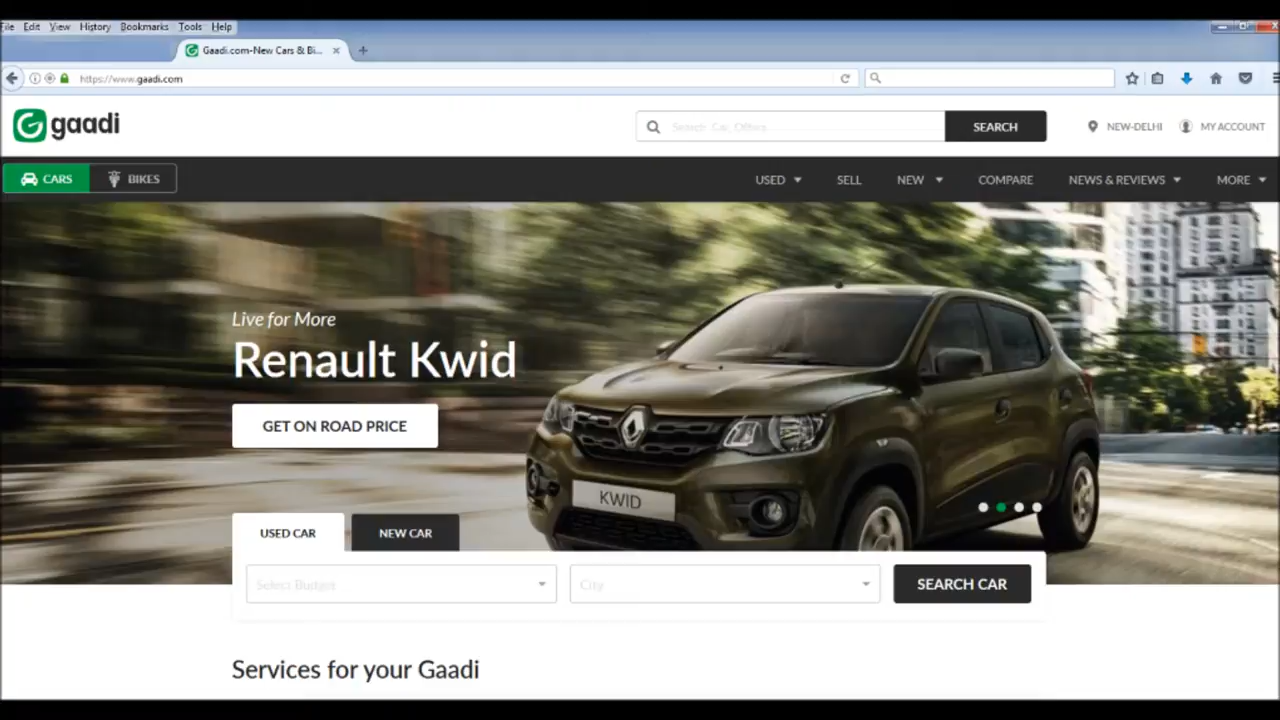 File Edit View History Bookmarks Tools Help
Gaadi.com-New Cars & Bi...
https://www.gaadi.com
gaadi
Search Car, Offers
SEARCH
NEW-DELHI
MY ACCOUNT
CARS
BIKES
USED
SELL
NEW
COMPARE
NEWS & REVIEWS
MORE
Live for More
Renault Kwid
GET ON ROAD PRICE
KWID
USED CAR
NEW CAR
Select Budget
City
SEARCH CAR
Services for your Gaadi